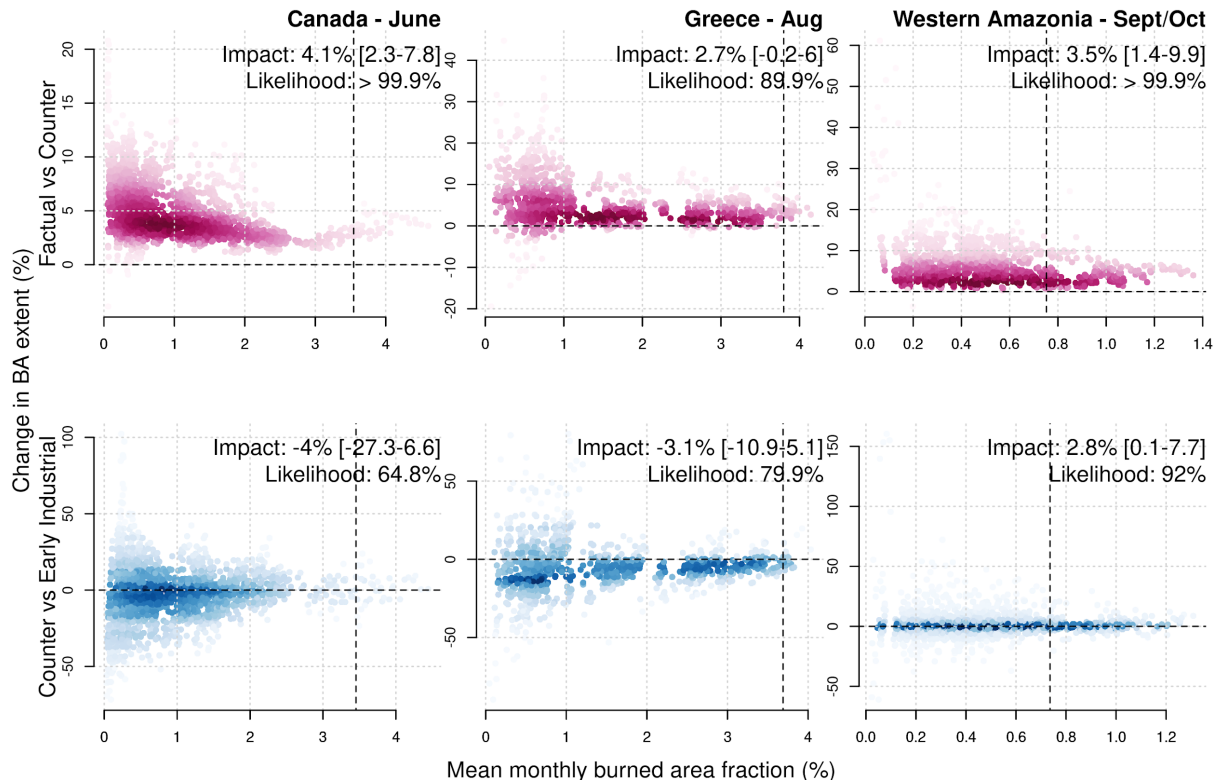 Canada - June
Impact: 4.1% [2.3-7.8]
Likelihood: > 99.9%
Greece - Aug
Impact: 2.7% [-0.2-6]
Likelihood: 89.9%
Western Amazonia - Sept/Oct
Impact: 3.5% [1.4-9.9]
Likelihood: > 99.9%
Change in BA extent (%)
Factual vs Counter
20
15
10
5
0
0 1 2 3 4
40
30
20
10
0
-10
-20
0 1 2 3 4
60
50
40
30
20
10
0
0.0 0.2 0.4 0.6 0.8 1.0 1.2 1.4
Counter vs Early Industrial
Impact: -4% [-27.3-6.6]
Likelihood: 64.8%
100
50
0
-50
0 1 2 3 4
Impact: -3.1% [-10.9-5.1]
Likelihood: 79.9%
50
0
-50
0 1 2 3 4
Impact: 2.8% [0.1-7.7]
Likelihood: 92%
150
100
50
0
-50
0.0 0.2 0.4 0.6 0.8 1.0 1.2
Mean monthly burned area fraction (%)